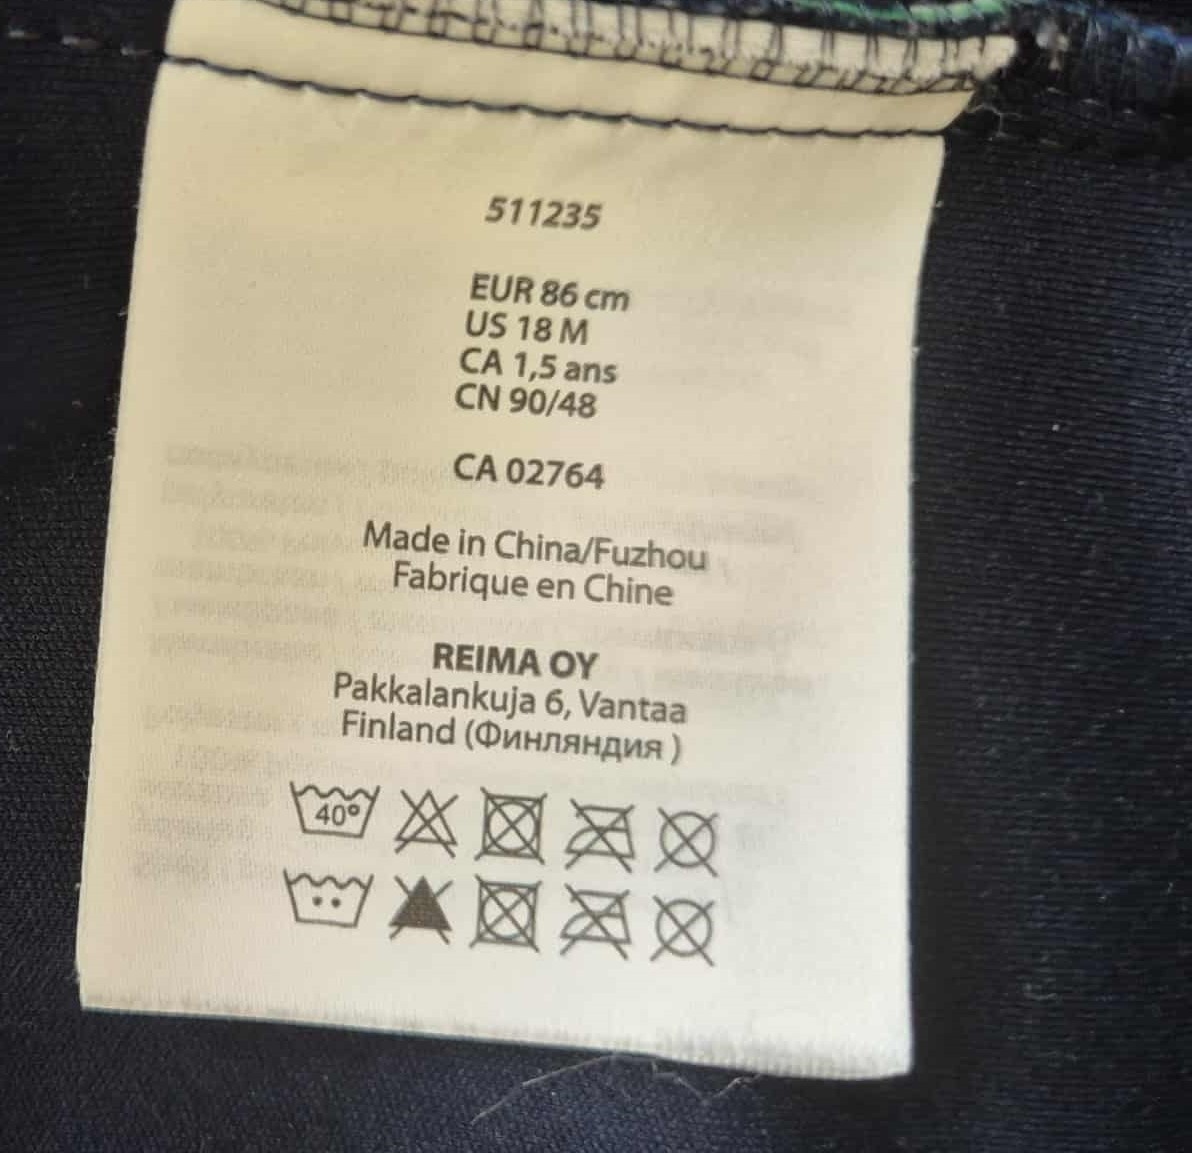 511235
EUR 86 cm
US 18 M
CA 1,5 ans
CN 90/48
CA 02764
Made in China/Fuzhou
Fabrique en Chine
REIMA OY
Pakkalankuja 6, Vantaa
Finland (Финляндия )
40°